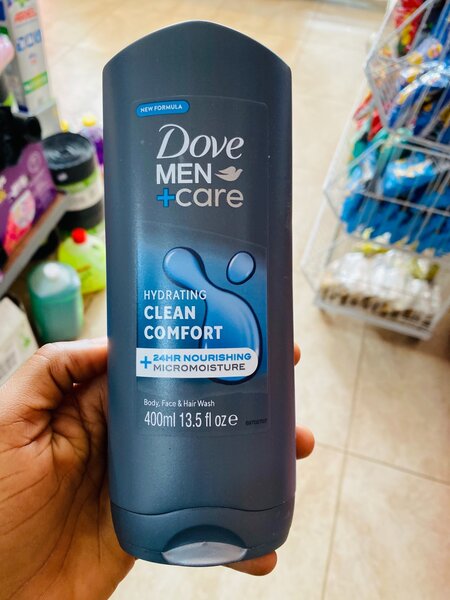 NEW FORMULA
Dove
MEN
+care
HYDRATING
CLEAN
COMFORT
+24HR NOURISHING
MICROMOISTURE
Body, Face & Hair Wash
400ml 13.5 fl oz e